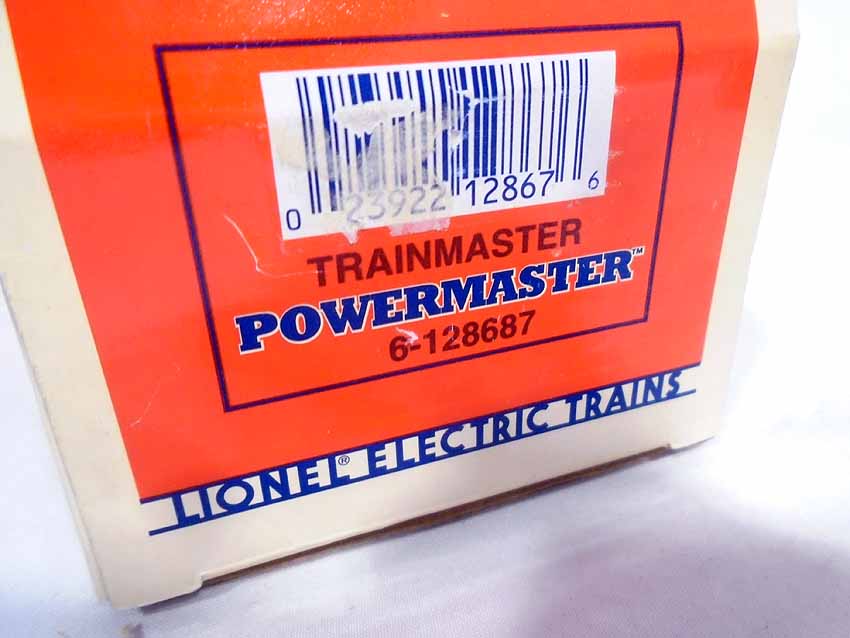 0 23922 12867 6
TRAINMASTER
POWERMASTER™
6-128687
LIONEL® ELECTRIC TRAINS